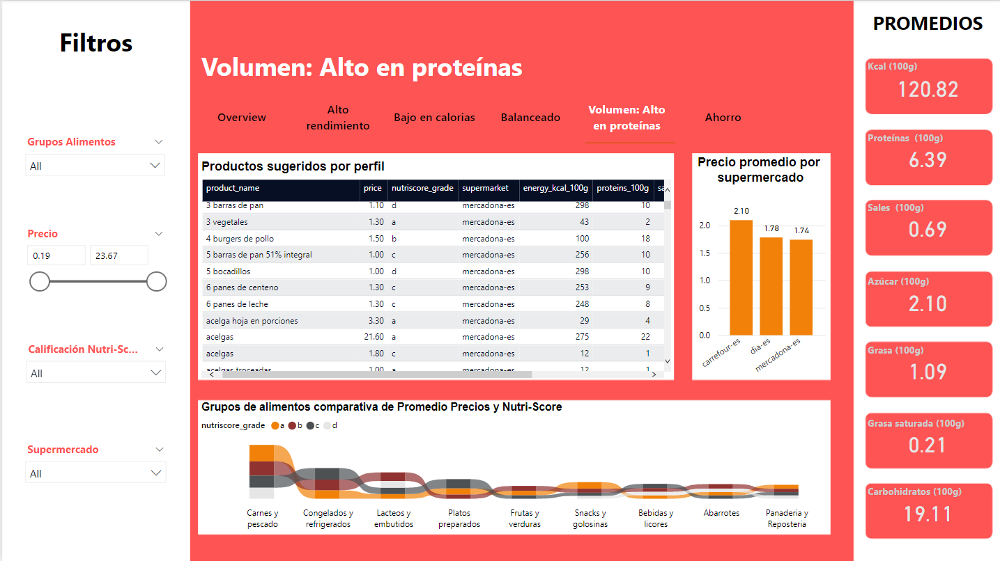 Filtros
Grupos Alimentos
All
Precio
0.19 23.67
Calificación Nutri-Sc...
All
Supermercado
All
Volumen: Alto en proteínas
Overview
Alto
rendimiento
Bajo en calorias
Balanceado
Volumen: Alto
en proteínas
Ahorro
Productos sugeridos por perfil
product_name price nutriscore_grade supermarket energy_kcal_100g proteins_100g sa
3 barras de pan 1.10 d mercadona-es 298 10
3 vegetales 1.30 a mercadona-es 43 2
4 burgers de pollo 1.50 b mercadona-es 100 18
5 barras de pan 51% integral 1.00 c mercadona-es 256 10
5 bocadillos 1.00 d mercadona-es 298 10
6 panes de centeno 1.30 c mercadona-es 253 9
6 panes de leche 1.30 c mercadona-es 248 8
acelga hoja en porciones 3.30 a mercadona-es 29 4
acelgas 21.60 a mercadona-es 275 22
acelgas 1.80 c mercadona-es 12 1
acelgas troceadas 1.00 a mercadona-es 12 1
Precio promedio por
supermercado
2.10
1.78
1.74
2.0
1.5
1.0
0.5
0.0
carrefour-es
dia-es
mercadona-es
Grupos de alimentos comparativa de Promedio Precios y Nutri-Score
nutriscore_grade a b c d
Carnes y
pescado
Congelados y
refrigerados
Lacteos y
embutidos
Platos
preparados
Frutas y
verduras
Snacks y
golosinas
Bebidas y
licores
Abarrotes
Panaderia y
Reposteria
PROMEDIOS
Kcal (100g)
120.82
Proteínas (100g)
6.39
Sales (100g)
0.69
Azúcar (100g)
2.10
Grasa (100g)
1.09
Grasa saturada (100g)
0.21
Carbohidratos (100g)
19.11